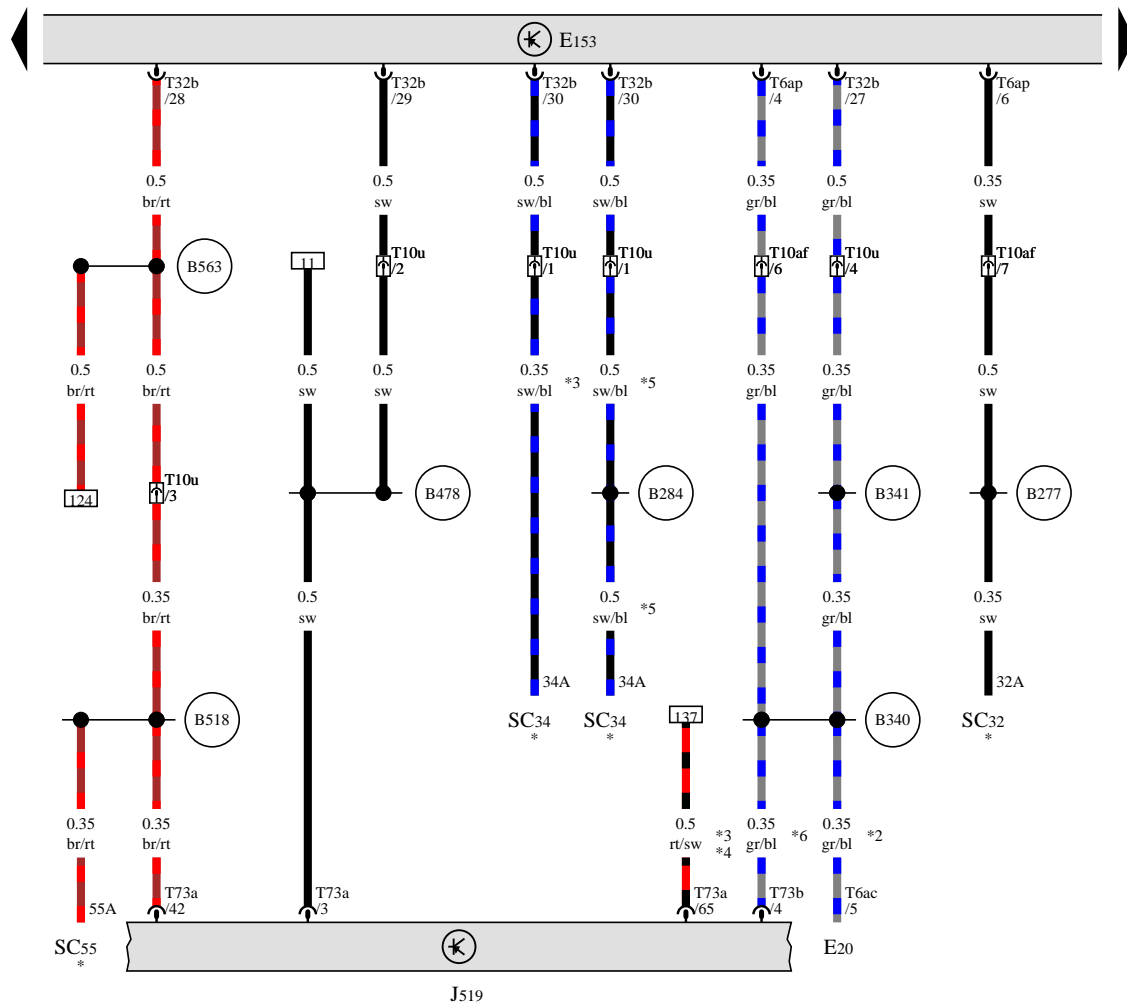 E153
T32b T32b T32b T32b T6ap T32b T6ap
/28 /29 /30 /30 /4 /27 /6
0.5 0.5 0.5 0.5 0.35 0.5 0.35
br/rt sw sw/bl sw/bl gr/bl gr/bl sw
B563 11 T10u T10u T10u T10af T10u T10af
/2 /1 /1 /6 /4 /7
0.5 0.5 0.5 0.5 0.35 0.5 0.35 0.35 0.5
br/rt br/rt sw sw sw/bl *3 sw/bl *5 gr/bl gr/bl sw
124 T10u B478 B284 B341 B277
/3
0.35 0.5 0.5 0.35 0.35
br/rt sw sw/bl *5 gr/bl sw
34A 34A 32A
B518 SC34 SC34 137 B340 SC32
* * *
0.35 0.35 0.5 *3 0.35 *6 0.35 *2
br/rt br/rt rt/sw *4 gr/bl gr/bl
55A T73a T73a T73a T73b T6ac
/42 /3 /65 /4 /5
SC55 E20
*
J519